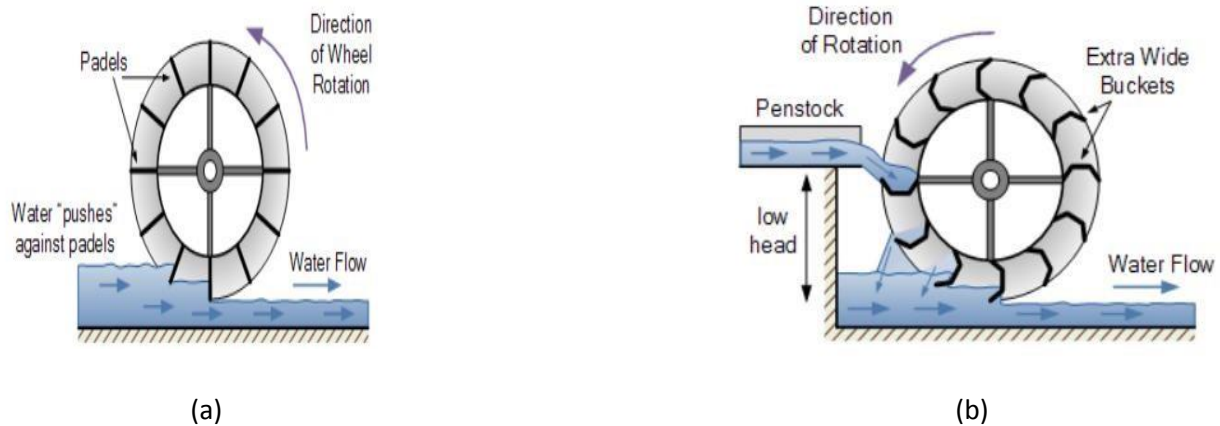 Padels
Direction
of Wheel
Rotation
Water "pushes"
against padels
Water Flow
(a)
Direction
of Rotation
Extra Wide
Buckets
Penstock
low
head
Water Flow
(b)